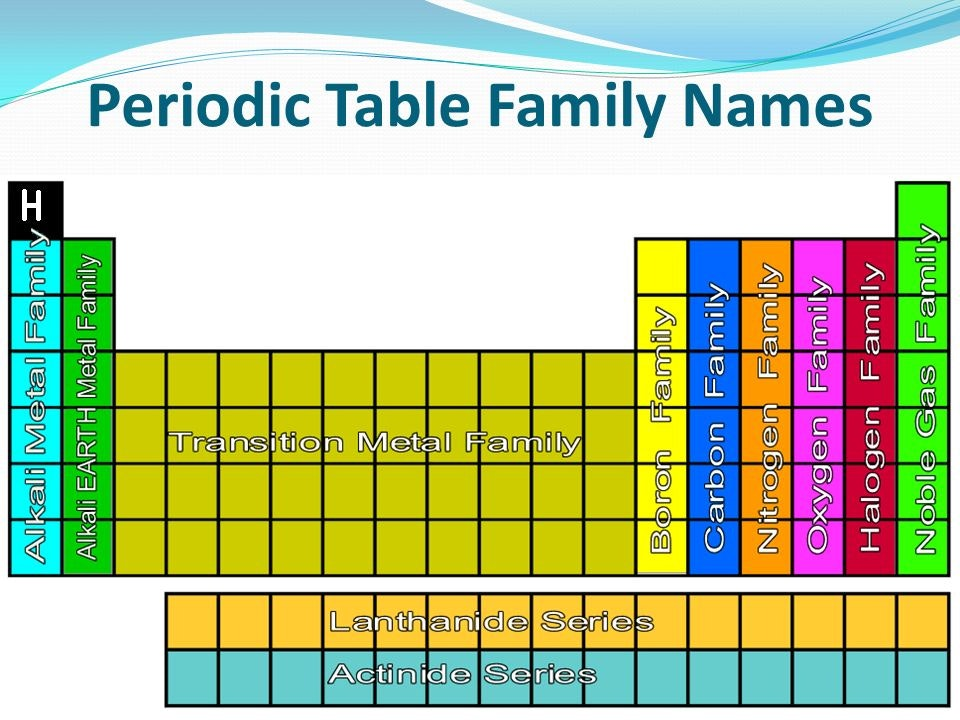 Periodic Table Family Names
H
Alkali Metal Family
Alkali EARTH Metal Family
Transition Metal Family
Boron Family
Carbon Family
Nitrogen Family
Oxygen Family
Halogen Family
Noble Gas Family
Lanthanide Series
Actinide Series